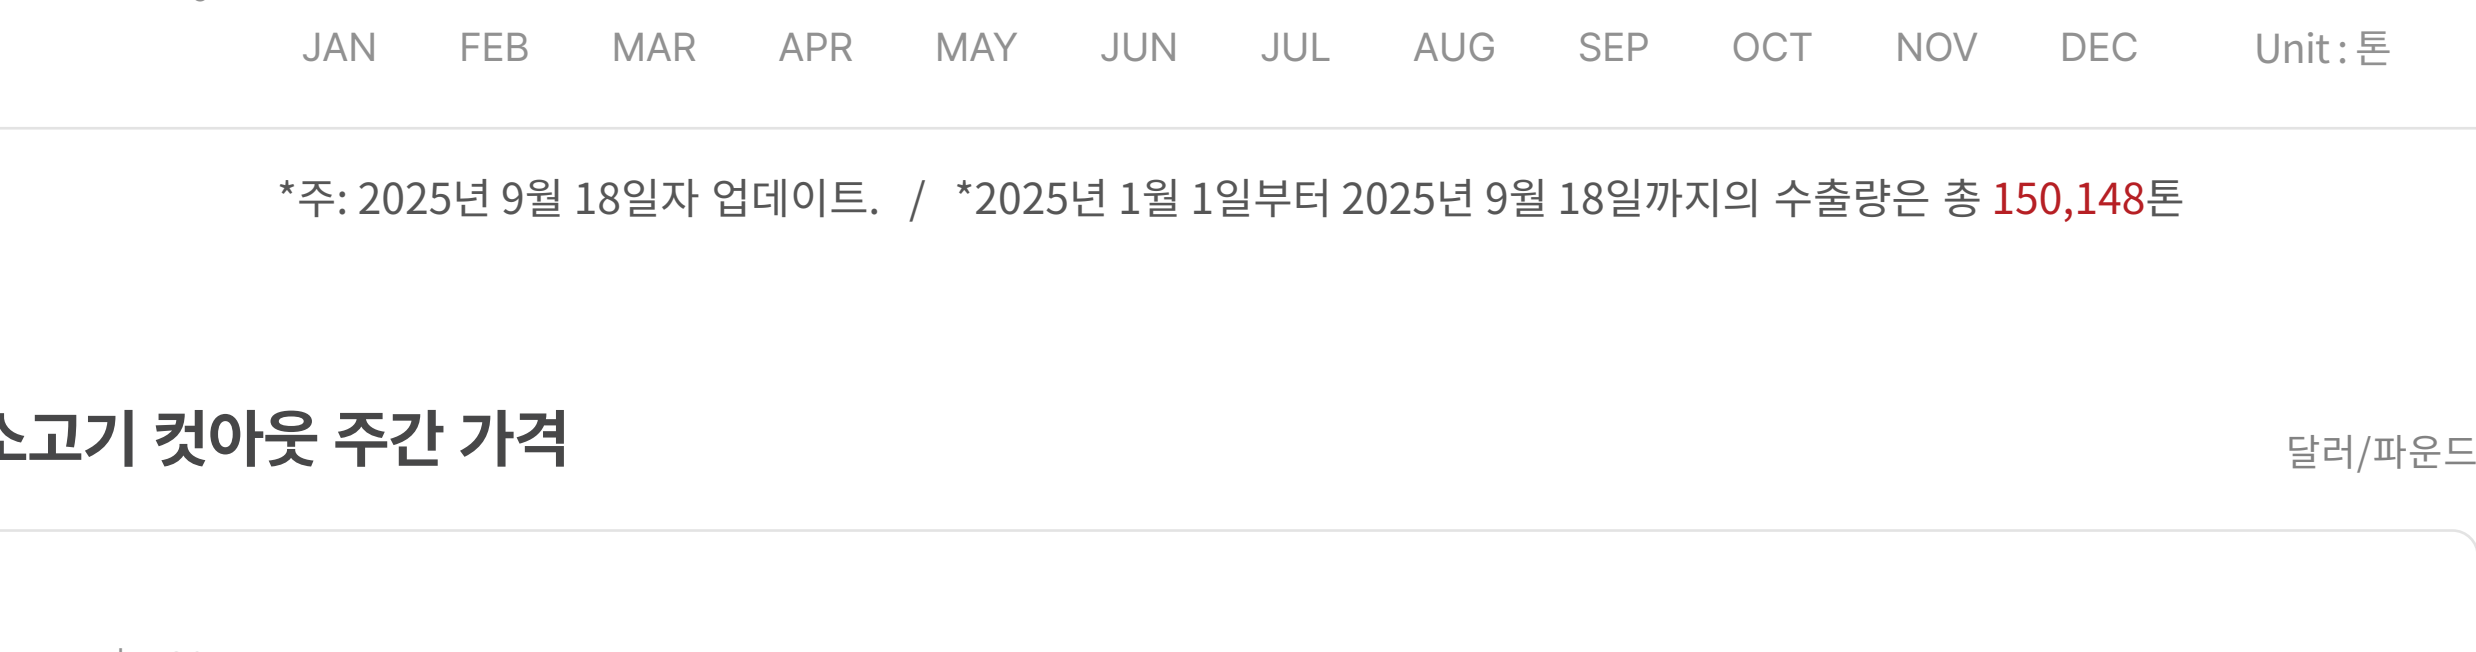 JAN FEB MAR APR MAY JUN JUL AUG SEP OCT NOV DEC Unit : 톤
*주: 2025년 9월 18일자 업데이트. / *2025년 1월 1일부터 2025년 9월 18일까지의 수출량은 총 150,148톤
소고기 컷아웃 주간 가격
달러/파운드